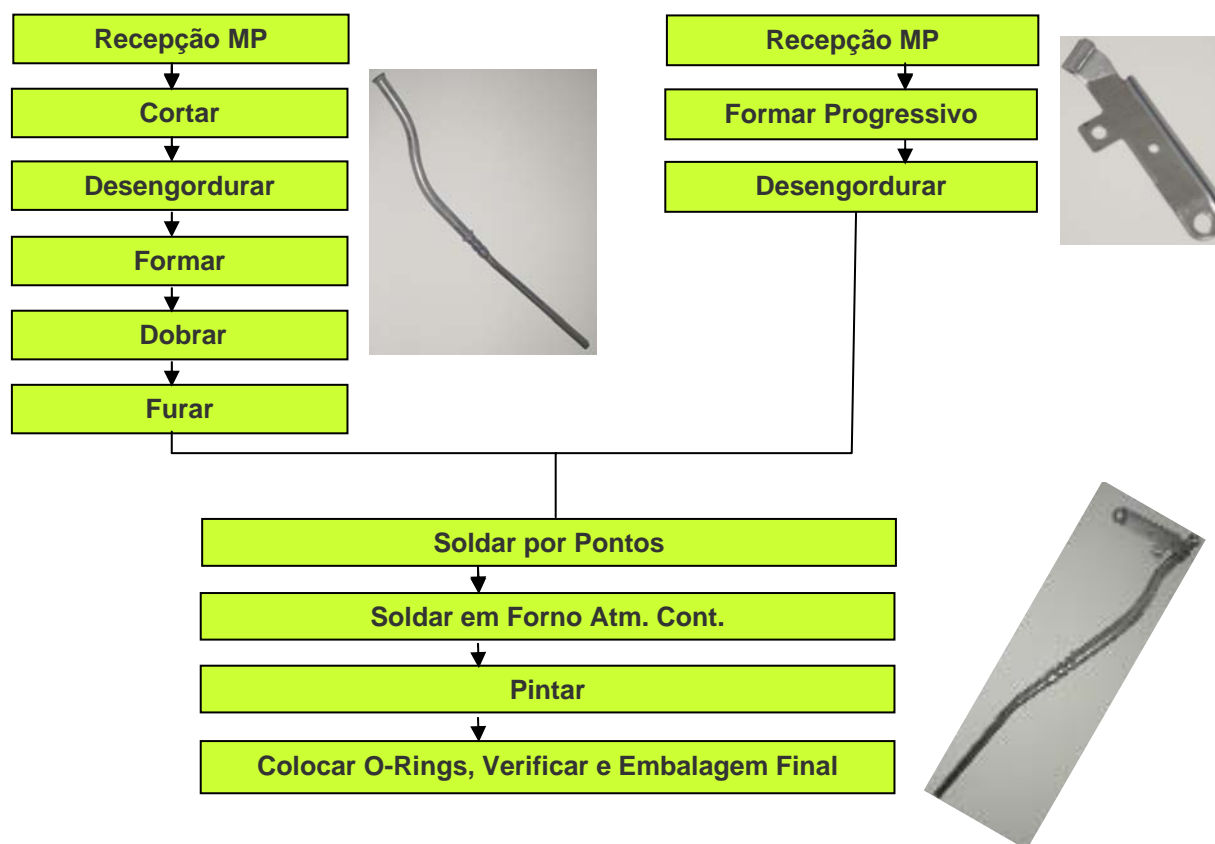 Recepção MP
Cortar
Desengordurar
Formar
Dobrar
Furar
Recepção MP
Formar Progressivo
Desengordurar
Soldar por Pontos
Soldar em Forno Atm. Cont.
Pintar
Colocar O-Rings, Verificar e Embalagem Final